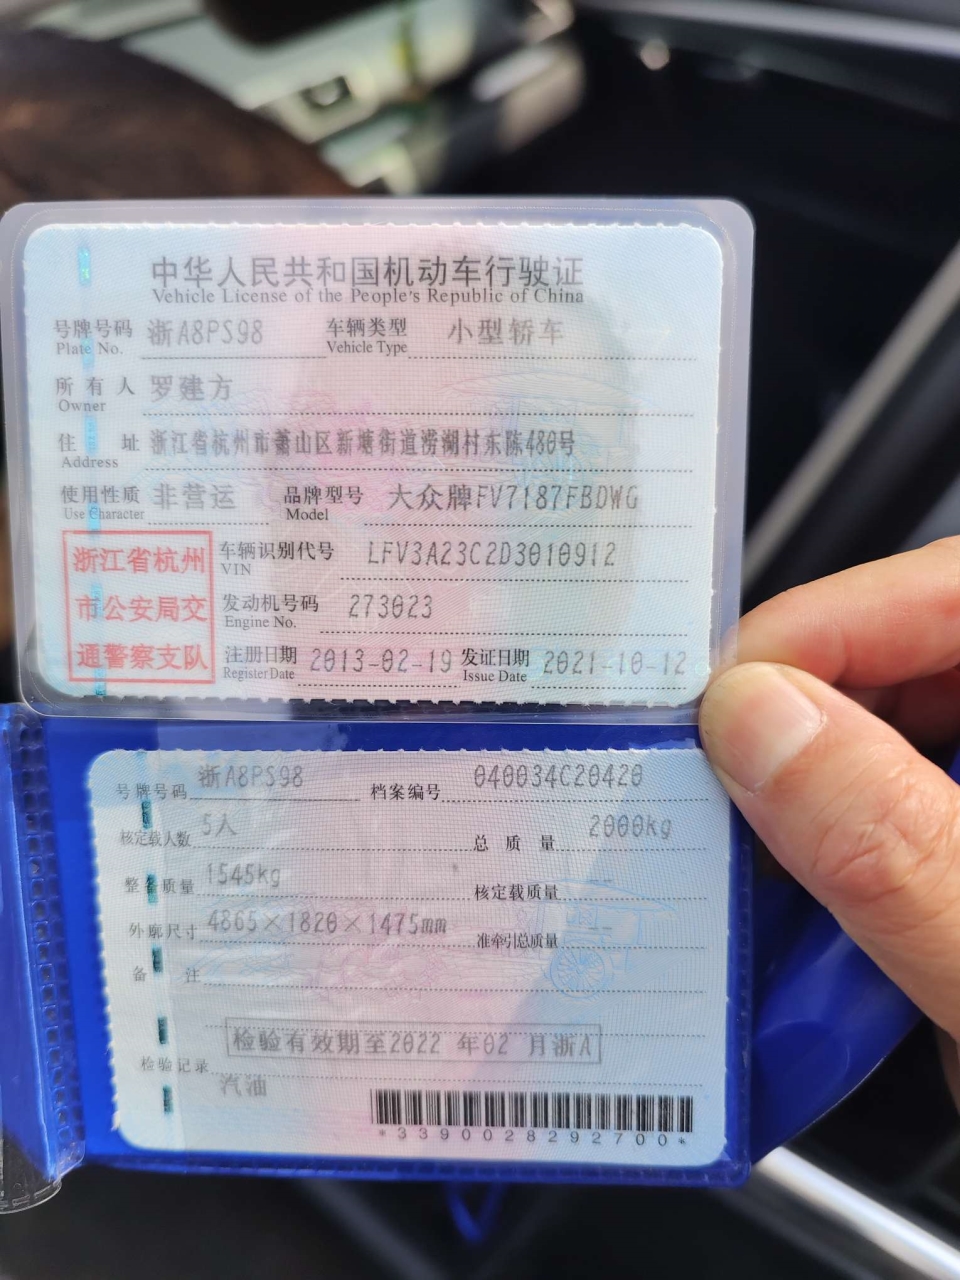 中华人民共和国机动车行驶证
Vehicle License of the People's Republic of China
号牌号码 浙A8PS98 车辆类型 小型轿车
Plate No. Vehicle Type
所有人 罗建方
Owner
住址 浙江省杭州市萧山区新塘街道涝湖村东陈480号
Address
使用性质 非营运 品牌型号 大众牌FV7187FBDWG
Use Character Model
浙江省杭州
市公安局交
通警察支队
车辆识别代号 LFV3A23C2D3010912
VIN
发动机号码 273023
Engine No.
注册日期 2013-02-19 发证日期 2021-10-12
Register Date Issue Date
号牌号码 浙A8PS98 档案编号 040034C20420
核定载人数 5人 总质量 2000kg
整备质量 1545kg 核定载质量 --
外廓尺寸 4865×1820×1475mm 准牵引总质量 --
备注
检验有效期至2022年02月浙A
检验记录
汽油
*3390028292700*